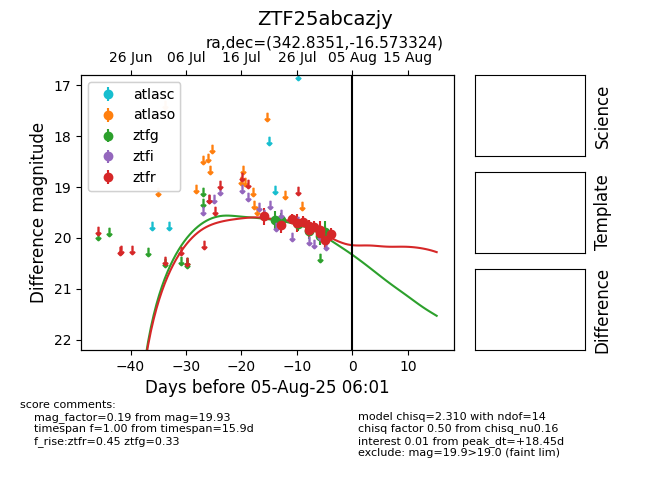 ZTF25abcazjy
ra,dec=(342.8351,-16.573324)
26 Jun 06 Jul 16 Jul 26 Jul 05 Aug 15 Aug
17
18
19
20
21
22
Difference magnitude
atlasc
atlaso
ztfg
ztfi
ztfr
−40 −30 −20 −10 0 10
Days before 05-Aug-25 06:01
Science
Template
Difference
score comments:
mag_factor=0.19 from mag=19.93
timespan f=1.00 from timespan=15.9d
f_rise:ztfr=0.45 ztfg=0.33
model chisq=2.310 with ndof=14
chisq factor 0.50 from chisq_nu0.16
interest 0.01 from peak_dt=+18.45d
exclude: mag=19.9>19.0 (faint lim)